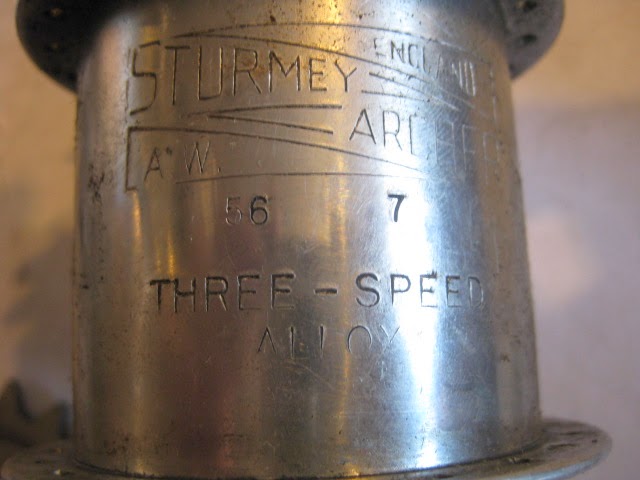 STURMEY ENGLAND
ARCHER
A.W.
56 7
THREE - SPEED
ALLOY